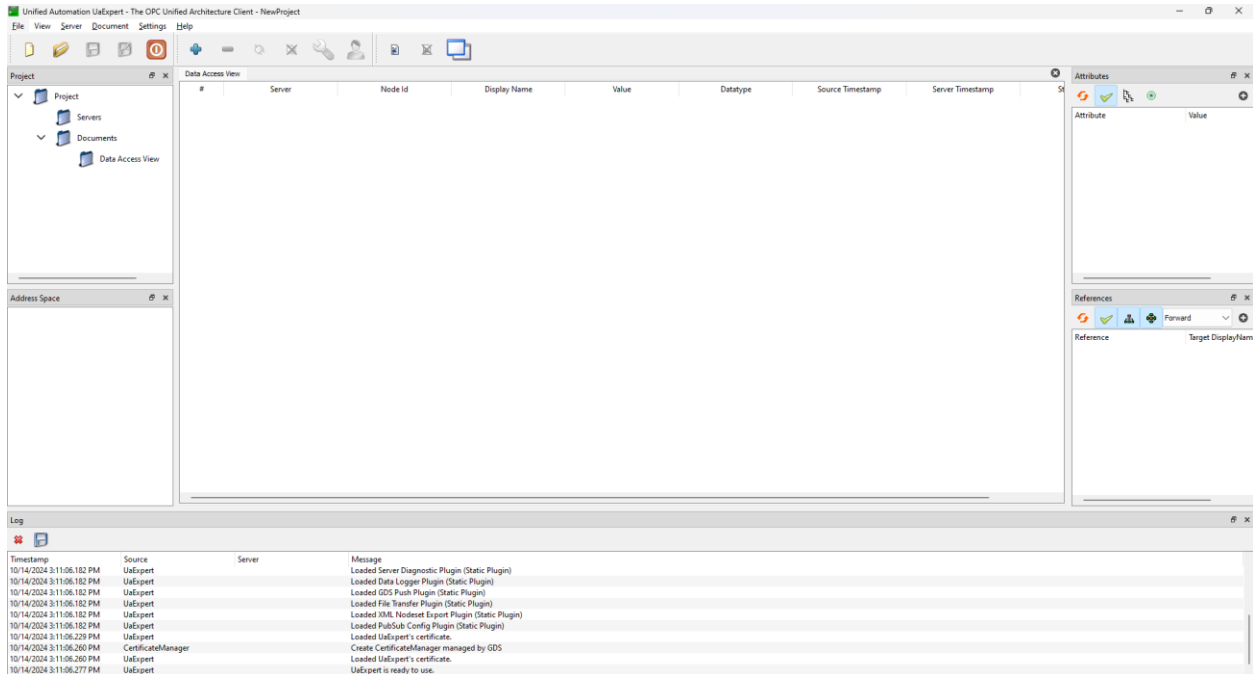 Unified Automation UaExpert - The OPC Unified Architecture Client - NewProject
File View Server Document Settings Help
Project
Project
Servers
Documents
Data Access View
Address Space
Data Access View
# Server Node Id Display Name Value Datatype Source Timestamp Server Timestamp St
Attributes
Attribute Value
References
Forward
Reference Target DisplayNam
Log
Timestamp Source Server Message
10/14/2024 3:11:06.182 PM UaExpert Loaded Server Diagnostic Plugin (Static Plugin)
10/14/2024 3:11:06.182 PM UaExpert Loaded Data Logger Plugin (Static Plugin)
10/14/2024 3:11:06.182 PM UaExpert Loaded GDS Push Plugin (Static Plugin)
10/14/2024 3:11:06.182 PM UaExpert Loaded File Transfer Plugin (Static Plugin)
10/14/2024 3:11:06.182 PM UaExpert Loaded XML Nodeset Export Plugin (Static Plugin)
10/14/2024 3:11:06.182 PM UaExpert Loaded PubSub Config Plugin (Static Plugin)
10/14/2024 3:11:06.229 PM UaExpert Loaded UaExpert's certificate.
10/14/2024 3:11:06.260 PM CertificateManager Create CertificateManager managed by GDS
10/14/2024 3:11:06.260 PM UaExpert Loaded UaExpert's certificate.
10/14/2024 3:11:06.277 PM UaExpert UaExpert is ready to use.